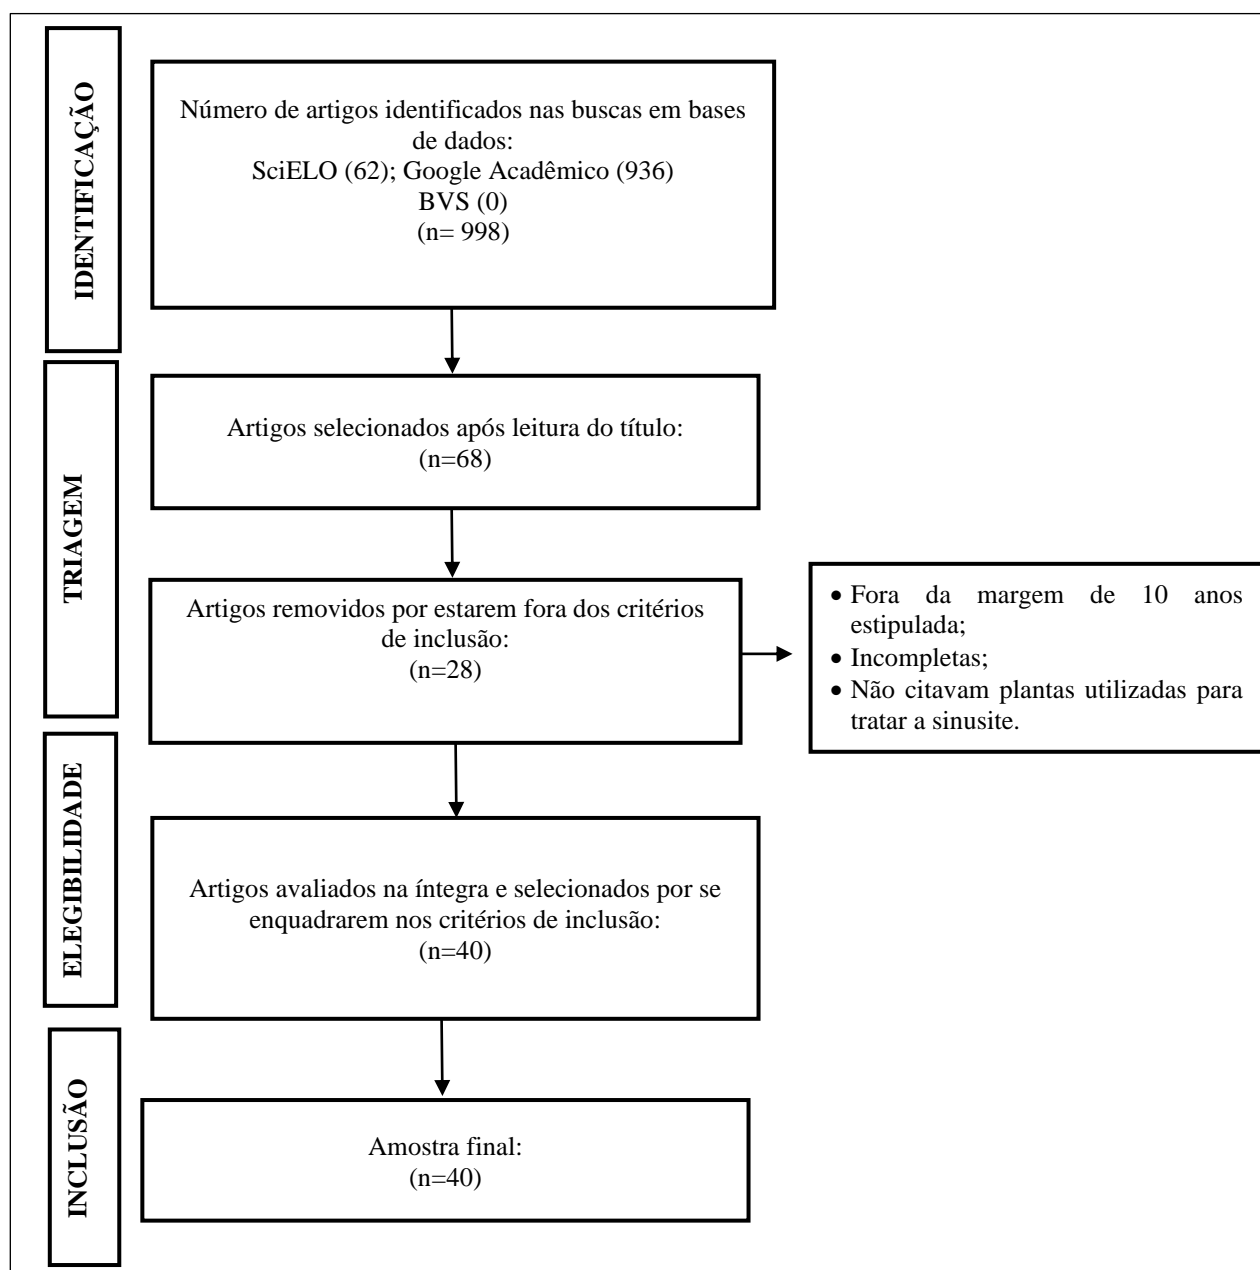 IDENTIFICAÇÃO
Número de artigos identificados nas buscas em bases
de dados:
SciELO (62); Google Acadêmico (936)
BVS (0)
(n= 998)
TRIAGEM
Artigos selecionados após leitura do título:
(n=68)
Artigos removidos por estarem fora dos critérios
de inclusão:
(n=28)
• Fora da margem de 10 anos
estipulada;
• Incompletas;
• Não citavam plantas utilizadas para
tratar a sinusite.
ELEGIBILIDADE
Artigos avaliados na íntegra e selecionados por se
enquadrarem nos critérios de inclusão:
(n=40)
INCLUSÃO
Amostra final:
(n=40)